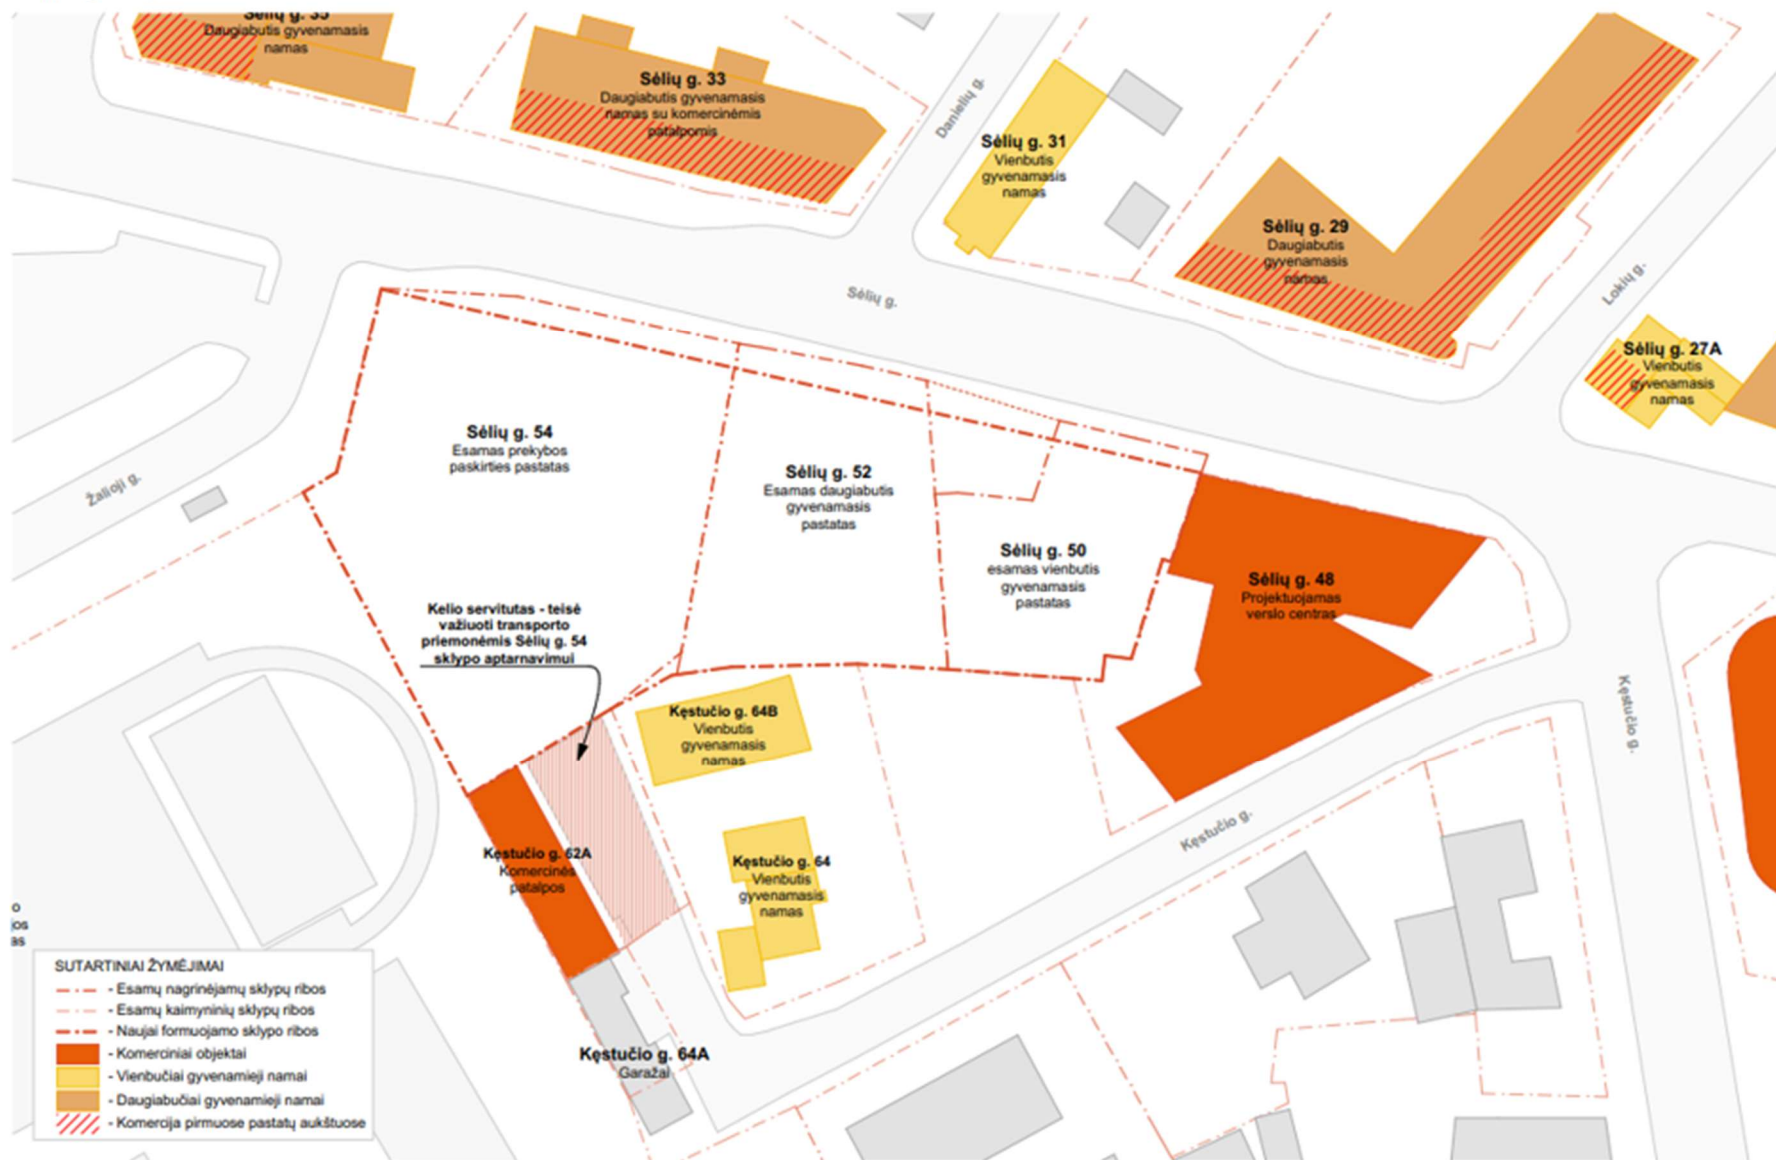 Sėlių g. 35
Daugiabutis gyvenamasis
namas
Sėlių g. 33
Daugiabutis gyvenamasis
namas su komercinėmis
patalpomis
Danielių g.
Sėlių g. 31
Vienbutis
gyvenamasis
namas
Sėlių g. 29
Daugiabutis
gyvenamasis
namas
Lokių g.
Sėlių g. 27A
Vienbutis
gyvenamasis
namas
Sėlių g.
Sėlių g. 54
Esamas prekybos
paskirties pastatas
Sėlių g. 52
Esamas daugiabutis
gyvenamasis
pastatas
Sėlių g. 50
esamas vienbutis
gyvenamasis
pastatas
Sėlių g. 48
Projektuojamas
verslo centras
Žalioji g.
Kelio servitutas - teisė
važiuoti transporto
priemonėmis Sėlių g. 54
sklypo aptarnavimui
Kęstučio g. 64B
Vienbutis
gyvenamasis
namas
Kęstučio g.
Kęstučio g.
Kęstučio g. 62A
Komercinės
patalpos
Kęstučio g. 64
Vienbutis
gyvenamasis
namas
o
jos
as
Kęstučio g. 64A
Garažai
SUTARTINIAI ŽYMĖJIMAI
- Esamų nagrinėjamų sklypų ribos
- Esamų kaimyninių sklypų ribos
- Naujai formuojamo sklypo ribos
- Komerciniai objektai
- Vienbučiai gyvenamieji namai
- Daugiabučiai gyvenamieji namai
- Komercija pirmuose pastatų aukštuose